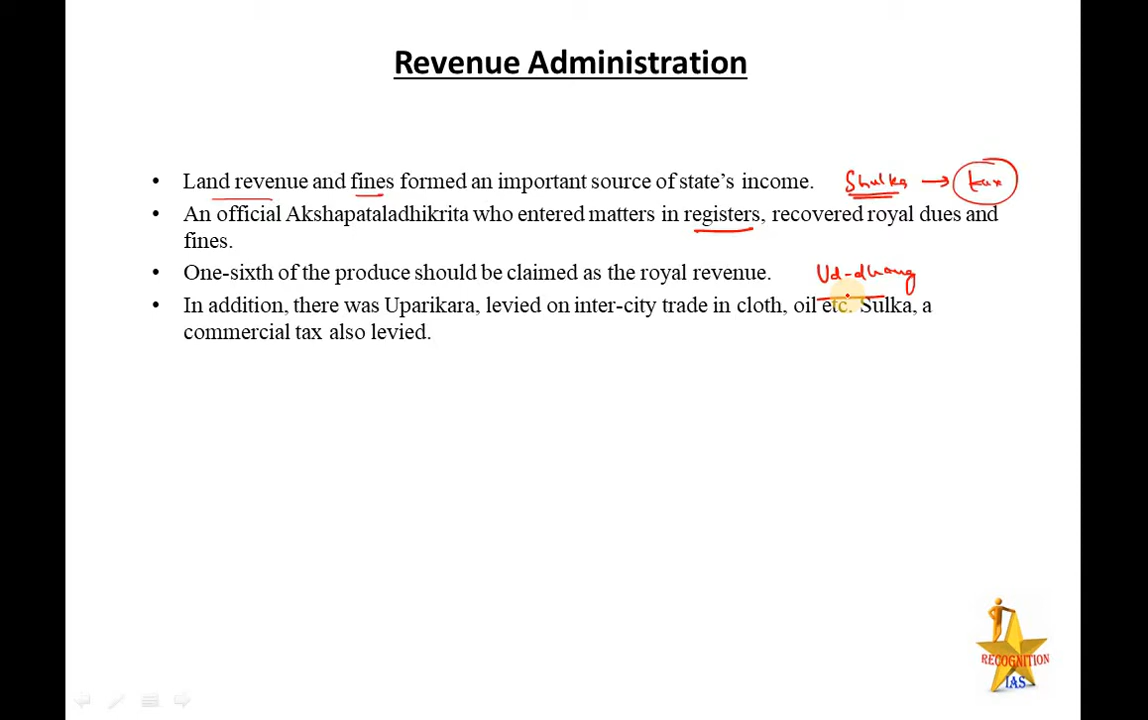 Revenue Administration
• Land revenue and fines formed an important source of state's income. Shulka → tax
• An official Akshapataladhikrita who entered matters in registers, recovered royal dues and
fines.
• One-sixth of the produce should be claimed as the royal revenue. Ud-dhang
• In addition, there was Uparikara, levied on inter-city trade in cloth, oil etc. Sulka, a
commercial tax also levied.
RECOGNITION
IAS